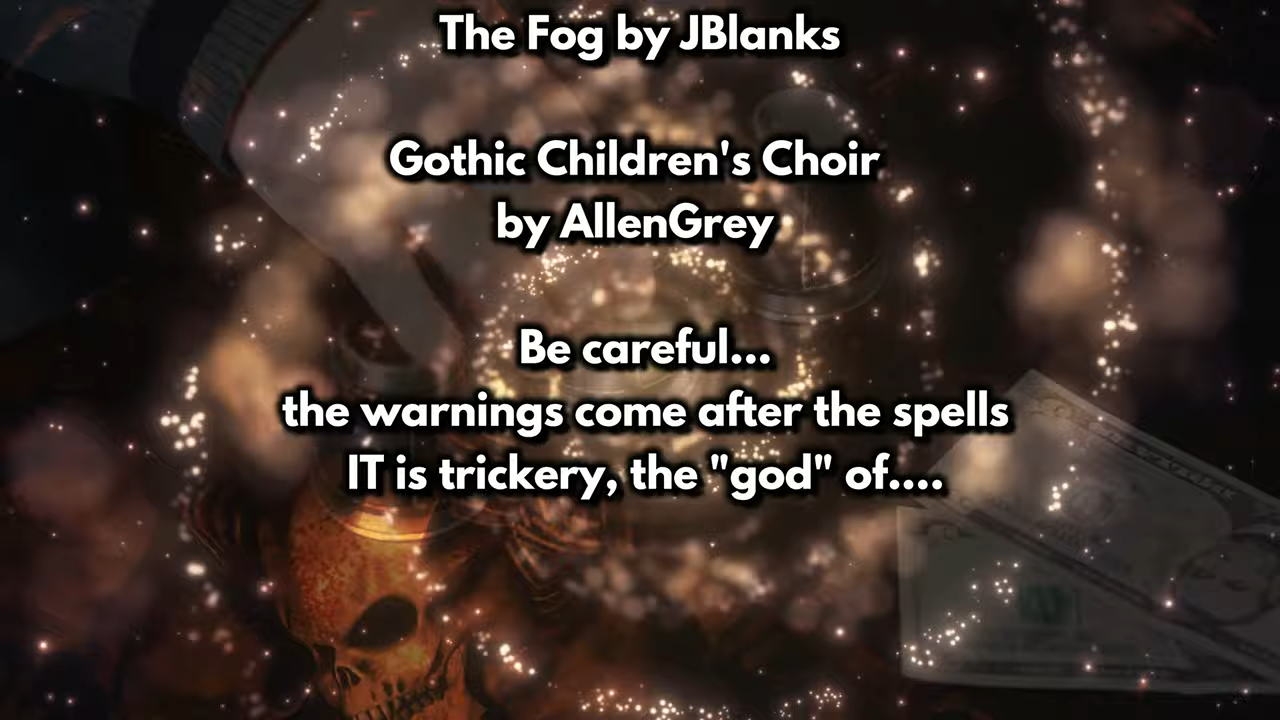 The Fog by JBlanks
Gothic Children's Choir
by AllenGrey
Be careful...
the warnings come after the spells
IT is trickery, the "god" of....